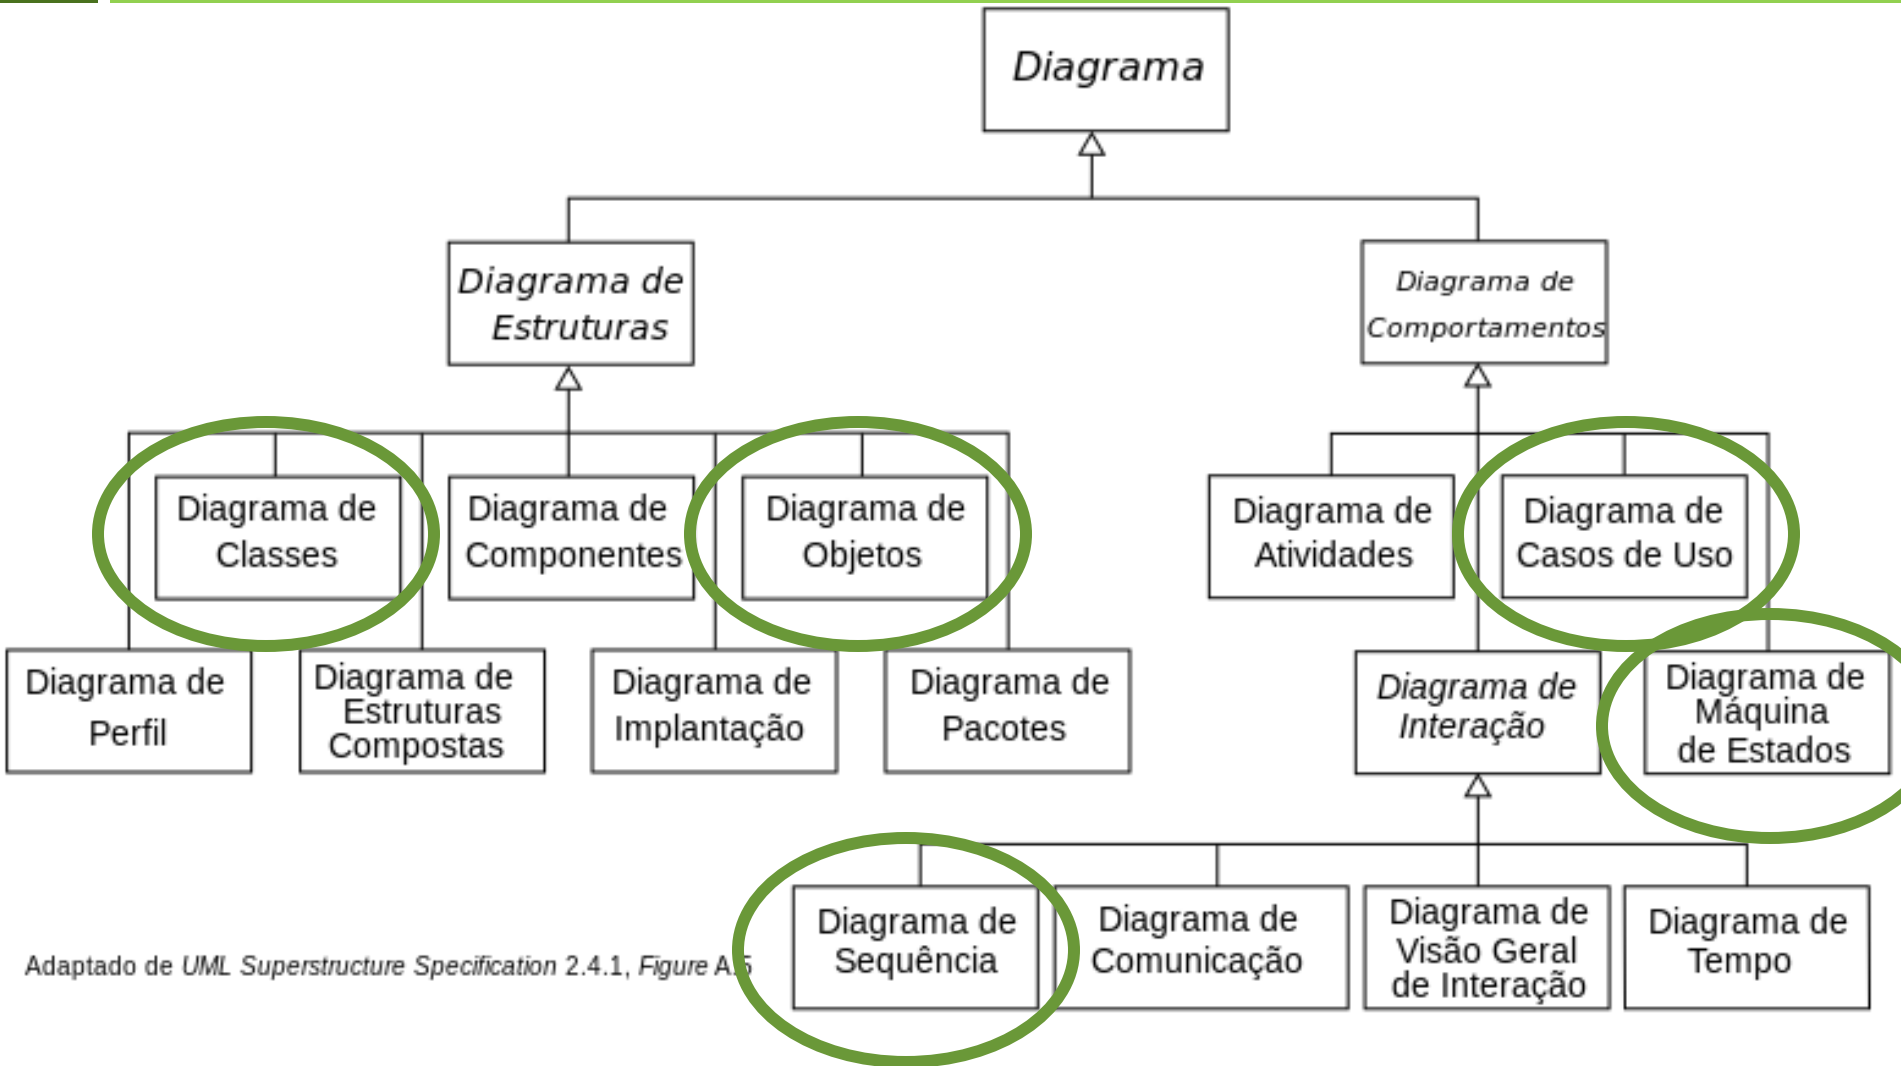 Diagrama
Diagrama de
Estruturas
Diagrama de
Comportamentos
Diagrama de
Classes
Diagrama de
Componentes
Diagrama de
Objetos
Diagrama de
Atividades
Diagrama de
Casos de Uso
Diagrama de
Perfil
Diagrama de
Estruturas
Compostas
Diagrama de
Implantação
Diagrama de
Pacotes
Diagrama de
Interação
Diagrama de
Máquina
de Estados
Diagrama de
Sequência
Diagrama de
Comunicação
Diagrama de
Visão Geral
de Interação
Diagrama de
Tempo
Adaptado de UML Superstructure Specification 2.4.1, Figure A.5